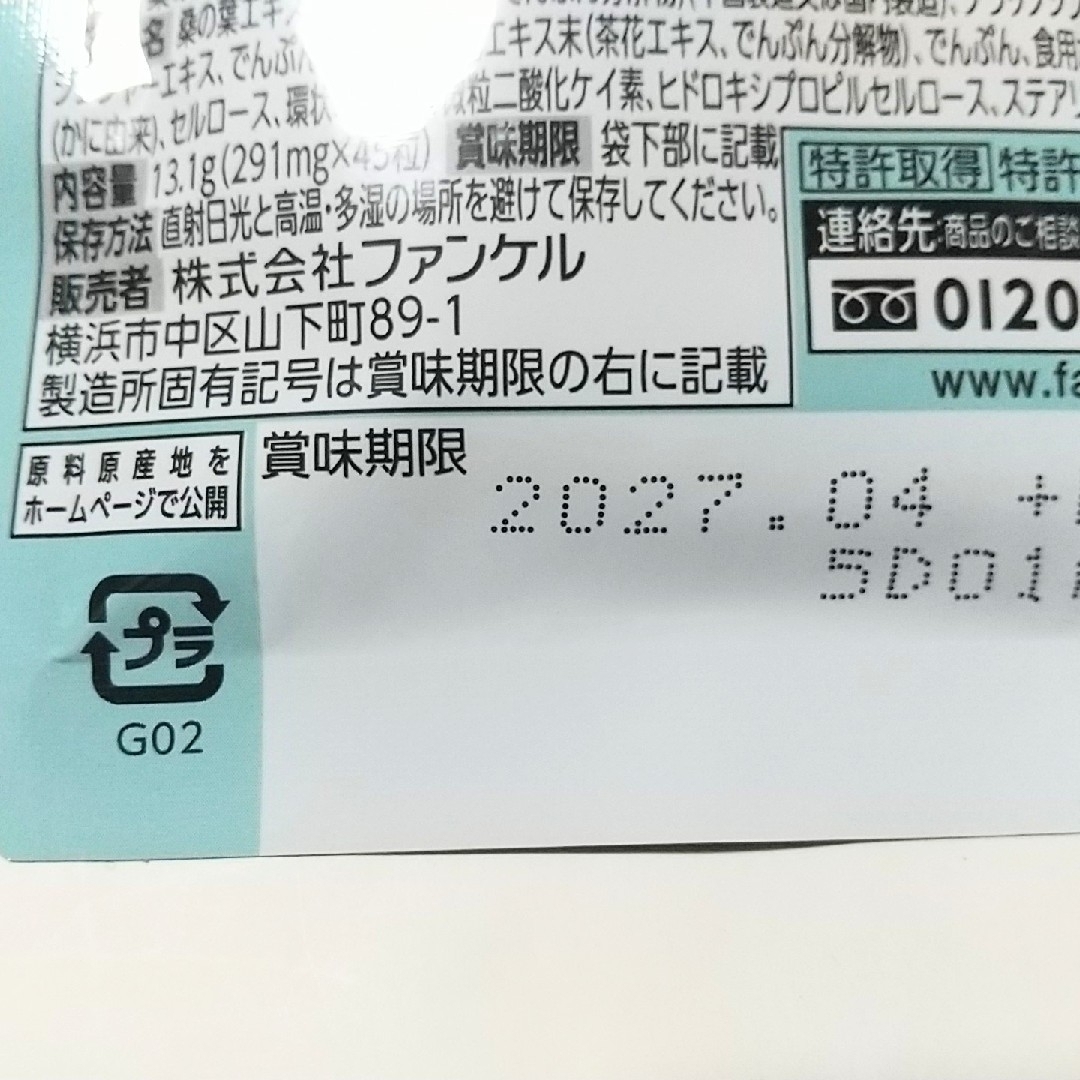 名 桑の葉エキス
エキス末(茶花エキス、でんぷん分解物)、でんぷん、食用
エキス、でんぷん
(かに由来)、セルロース、環状 粒二酸化ケイ素、ヒドロキシプロピルセルロース、ステアリ
内容量 13.1g(291mg×45粒) 賞味期限 袋下部に記載
保存方法 直射日光と高温・多湿の場所を避けて保存してください。
販売者 株式会社ファンケル
横浜市中区山下町89-1
製造所固有記号は賞味期限の右に記載
特許取得 特許
連絡先・商品のご相談
0120
www.fa
原料原産地を
ホームページで公開
賞味期限
2027.04 +
5D01
プラ
G02